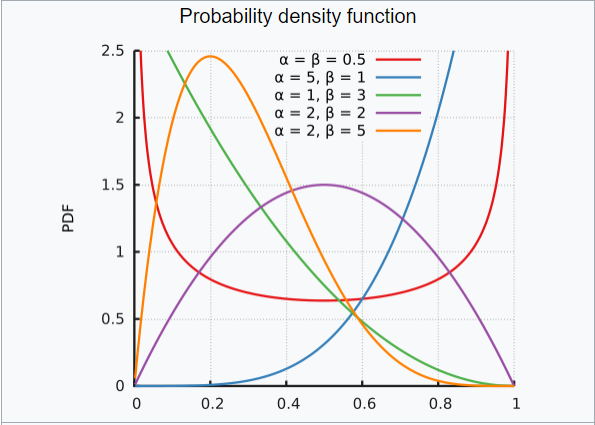 Probability density function
2.5
2
1.5
1
0.5
0
PDF
α = β = 0.5
α = 5, β = 1
α = 1, β = 3
α = 2, β = 2
α = 2, β = 5
0 0.2 0.4 0.6 0.8 1